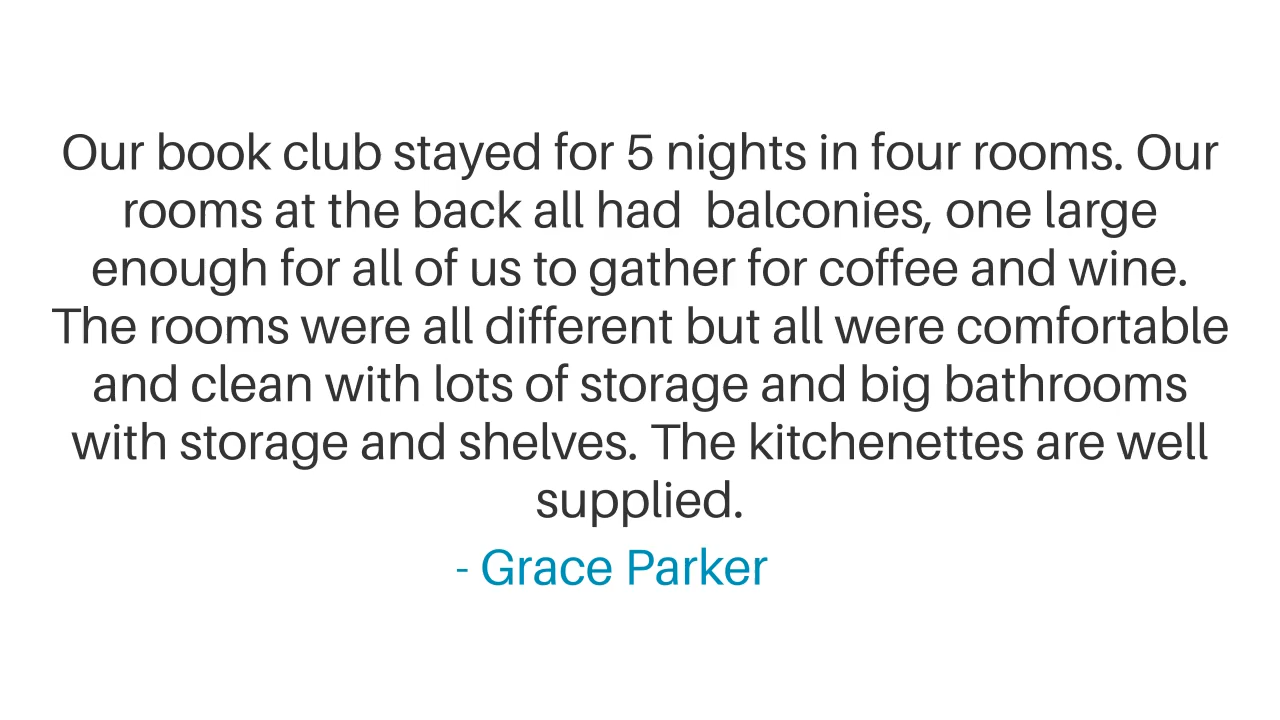 Our book club stayed for 5 nights in four rooms. Our
rooms at the back all had  balconies, one large
enough for all of us to gather for coffee and wine.
The rooms were all different but all were comfortable
and clean with lots of storage and big bathrooms
with storage and shelves. The kitchenettes are well
supplied.
- Grace Parker